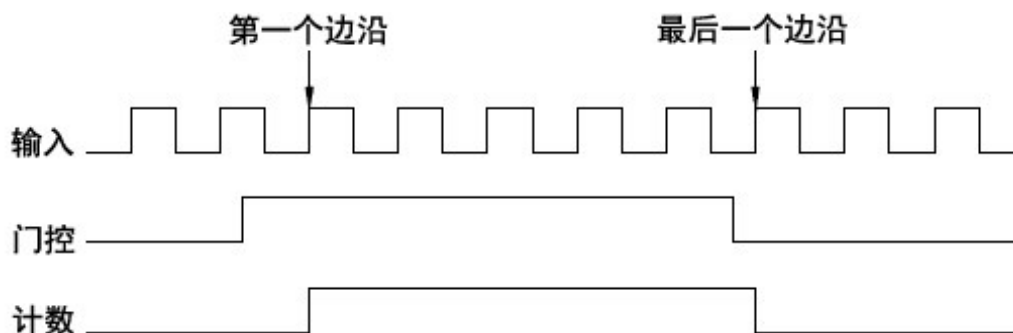 第一个边沿
最后一个边沿
输入
门控
计数